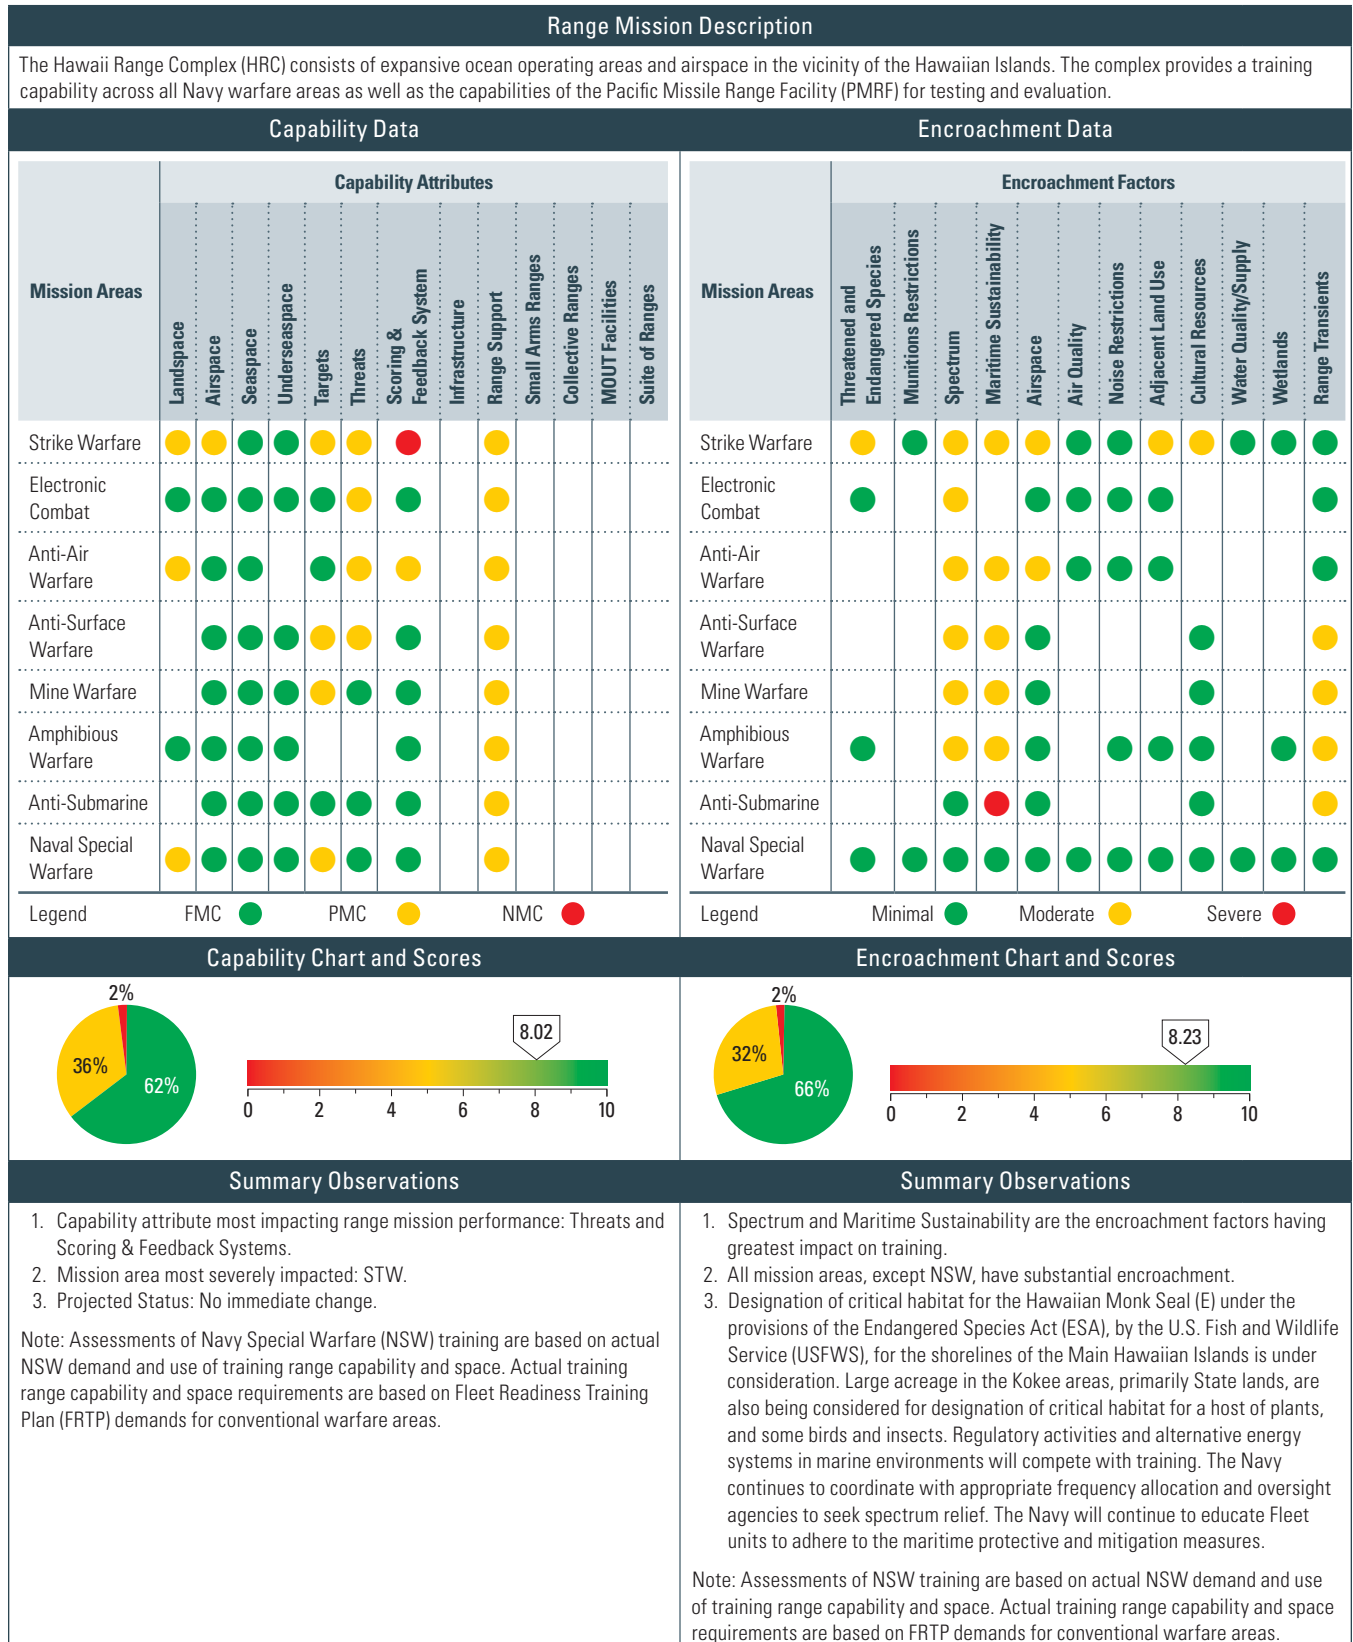 Range Mission Description
The Hawaii Range Complex (HRC) consists of expansive ocean operating areas and airspace in the vicinity of the Hawaiian Islands. The complex provides a training
capability across all Navy warfare areas as well as the capabilities of the Pacific Missile Range Facility (PMRF) for testing and evaluation.
Capability Data
Mission Areas
Capability Attributes
Landspace
Airspace
Seaspace
Underseaspace
Targets
Threats
Scoring &
Feedback System
Infrastructure
Range Support
Small Arms Ranges
Collective Ranges
MOUT Facilities
Suite of Ranges
Strike Warfare
Electronic
Combat
Anti-Air
Warfare
Anti-Surface
Warfare
Mine Warfare
Amphibious
Warfare
Anti-Submarine
Naval Special
Warfare
Legend FMC PMC NMC
Encroachment Data
Mission Areas
Encroachment Factors
Threatened and
Endangered Species
Munitions Restrictions
Spectrum
Maritime Sustainability
Airspace
Air Quality
Noise Restrictions
Adjacent Land Use
Cultural Resources
Water Quality/Supply
Wetlands
Range Transients
Strike Warfare
Electronic
Combat
Anti-Air
Warfare
Anti-Surface
Warfare
Mine Warfare
Amphibious
Warfare
Anti-Submarine
Naval Special
Warfare
Legend Minimal Moderate Severe
Capability Chart and Scores
2%
36%
62%
8.02
0 2 4 6 8 10
Encroachment Chart and Scores
2%
32%
66%
8.23
0 2 4 6 8 10
Summary Observations
1. Capability attribute most impacting range mission performance: Threats and
Scoring & Feedback Systems.
2. Mission area most severely impacted: STW.
3. Projected Status: No immediate change.
Note: Assessments of Navy Special Warfare (NSW) training are based on actual
NSW demand and use of training range capability and space. Actual training
range capability and space requirements are based on Fleet Readiness Training
Plan (FRTP) demands for conventional warfare areas.
Summary Observations
1. Spectrum and Maritime Sustainability are the encroachment factors having
greatest impact on training.
2. All mission areas, except NSW, have substantial encroachment.
3. Designation of critical habitat for the Hawaiian Monk Seal (E) under the
provisions of the Endangered Species Act (ESA), by the U.S. Fish and Wildlife
Service (USFWS), for the shorelines of the Main Hawaiian Islands is under
consideration. Large acreage in the Kokee areas, primarily State lands, are
also being considered for designation of critical habitat for a host of plants,
and some birds and insects. Regulatory activities and alternative energy
systems in marine environments will compete with training. The Navy
continues to coordinate with appropriate frequency allocation and oversight
agencies to seek spectrum relief. The Navy will continue to educate Fleet
units to adhere to the maritime protective and mitigation measures.
Note: Assessments of NSW training are based on actual NSW demand and use
of training range capability and space. Actual training range capability and space
requirements are based on FRTP demands for conventional warfare areas.